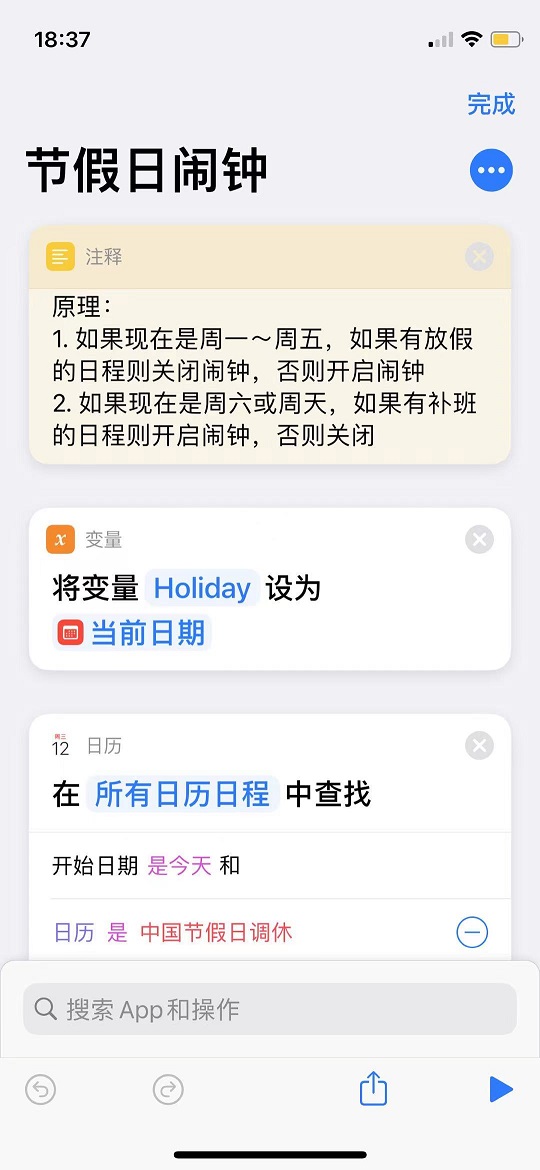 18:37
完成
节假日闹钟
注释
原理：
1. 如果现在是周一～周五，如果有放假
的日程则关闭闹钟，否则开启闹钟
2. 如果现在是周六或周天，如果有补班
的日程则开启闹钟，否则关闭
x 变量
将变量 Holiday 设为
当前日期
周三
12 日历
在 所有日历日程 中查找
开始日期 是今天 和
日历 是 中国节假日调休
搜索 App 和操作